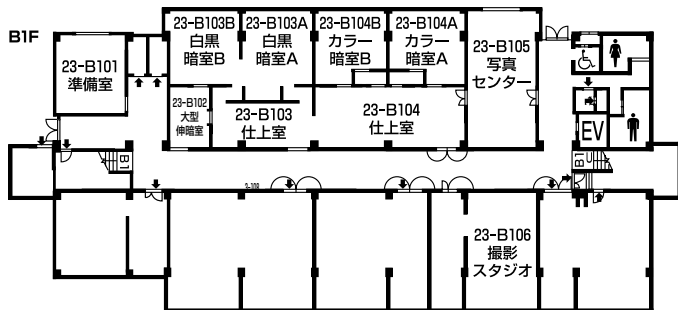 B1F
23-B101
準備室
23-B103B
白黒
暗室B
23-B103A
白黒
暗室A
23-B104B
カラー
暗室B
23-B104A
カラー
暗室A
23-B105
写真
センター
23-B102
大型
伸暗室
23-B103
仕上室
23-B104
仕上室
EV
B1
B1
23-B106
撮影
スタジオ